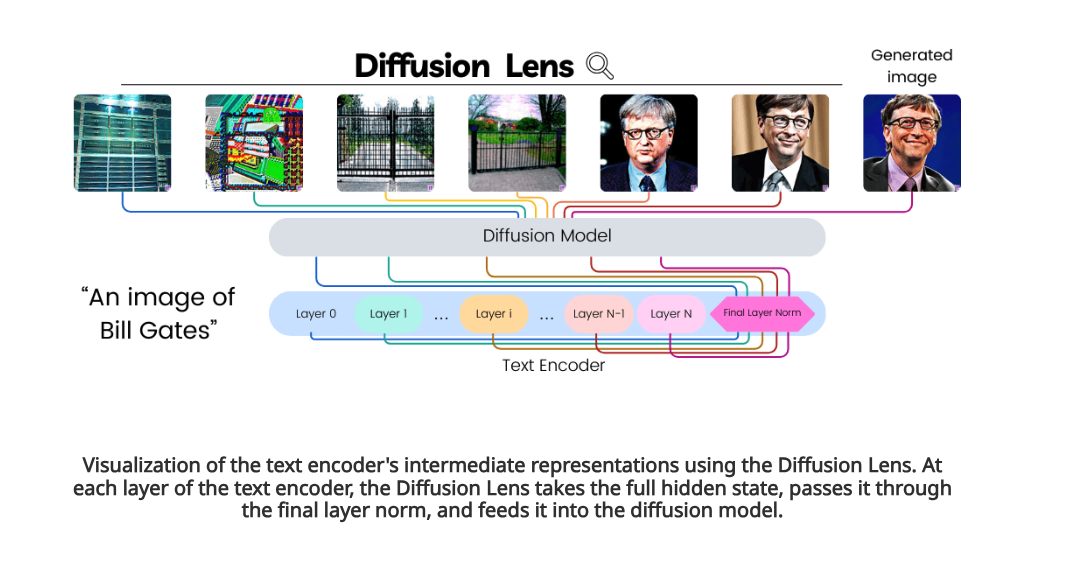 Diffusion Lens
Generated
image
Diffusion Model
“An image of
Bill Gates”
Layer 0
Layer 1
...
Layer i
...
Layer N-1
Layer N
Final Layer Norm
Text Encoder
Visualization of the text encoder's intermediate representations using the Diffusion Lens. At
each layer of the text encoder, the Diffusion Lens takes the full hidden state, passes it through
the final layer norm, and feeds it into the diffusion model.